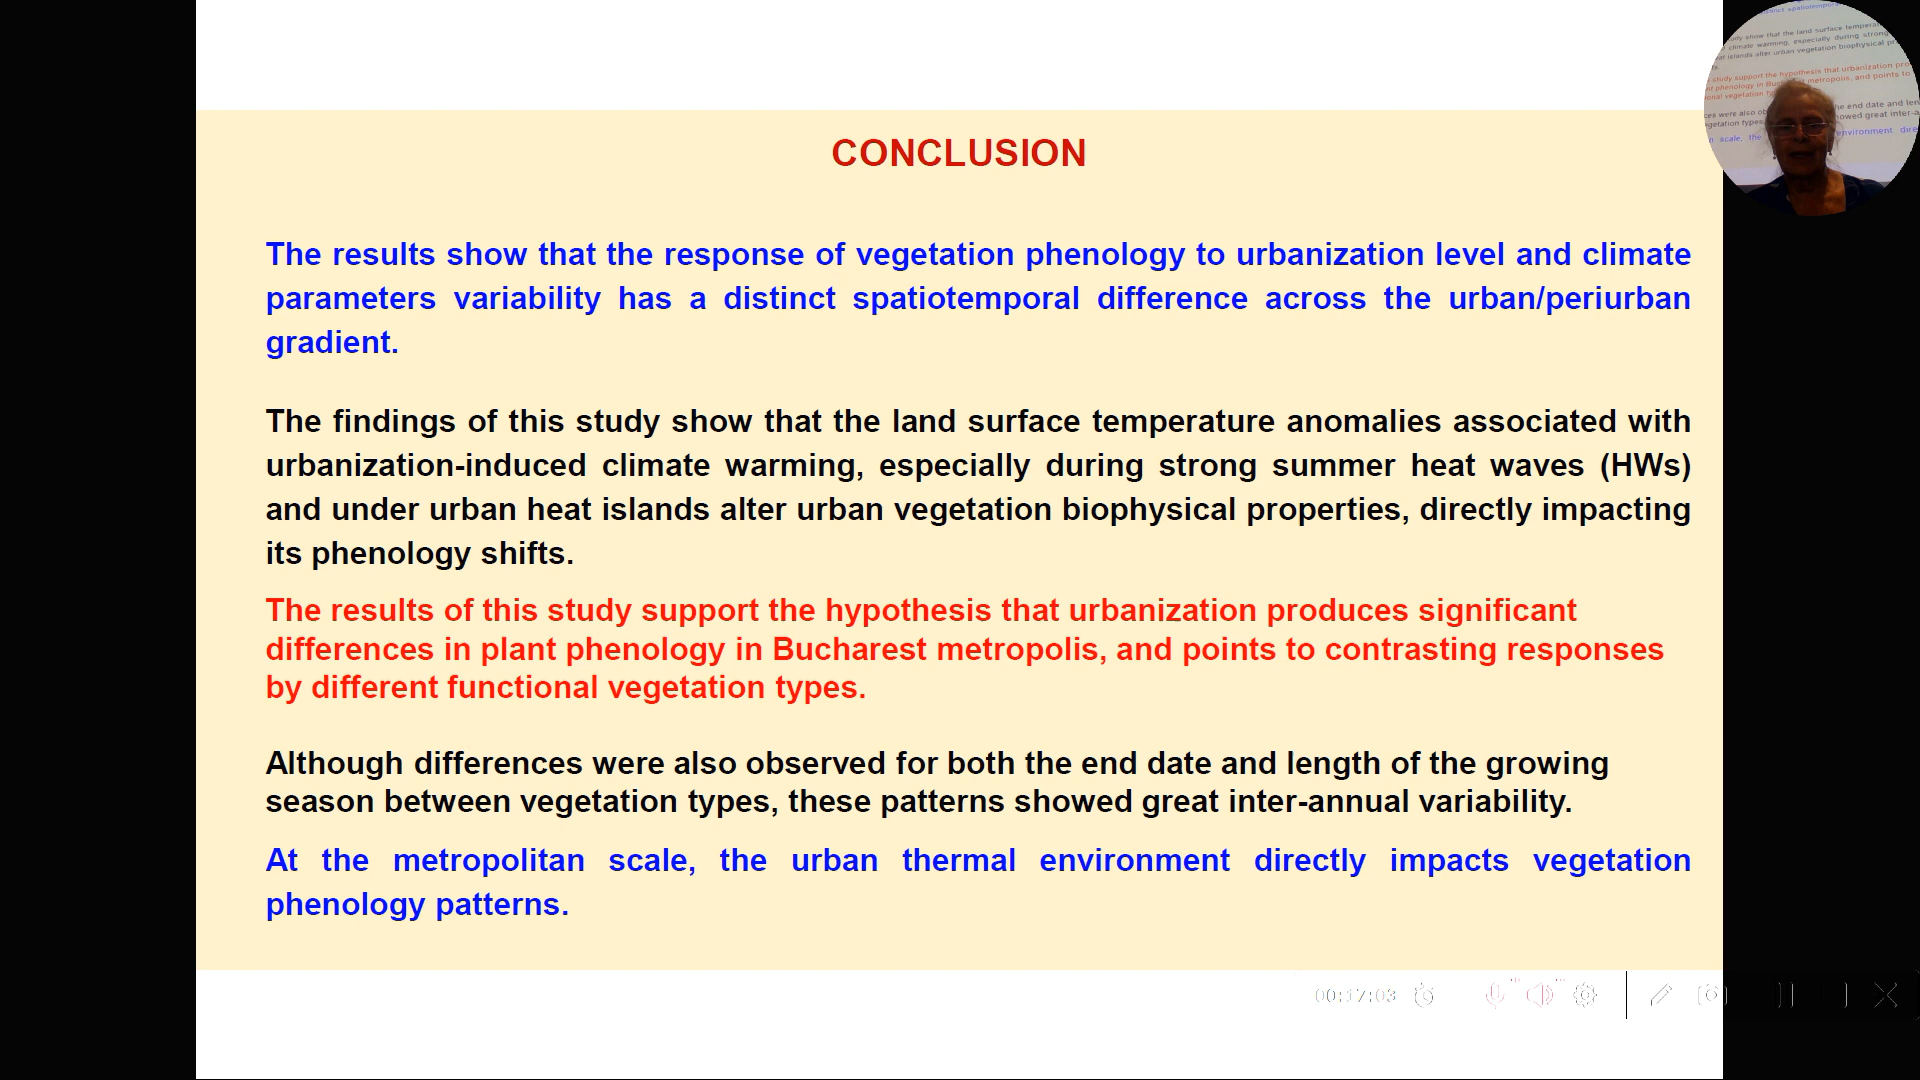 CONCLUSION
The results show that the response of vegetation phenology to urbanization level and climate
parameters variability has a distinct spatiotemporal difference across the urban/periurban
gradient.
The findings of this study show that the land surface temperature anomalies associated with
urbanization-induced climate warming, especially during strong summer heat waves (HWs)
and under urban heat islands alter urban vegetation biophysical properties, directly impacting
its phenology shifts.
The results of this study support the hypothesis that urbanization produces significant
differences in plant phenology in Bucharest metropolis, and points to contrasting responses
by different functional vegetation types.
Although differences were also observed for both the end date and length of the growing
season between vegetation types, these patterns showed great inter-annual variability.
At the metropolitan scale, the urban thermal environment directly impacts vegetation
phenology patterns.
00:17:03